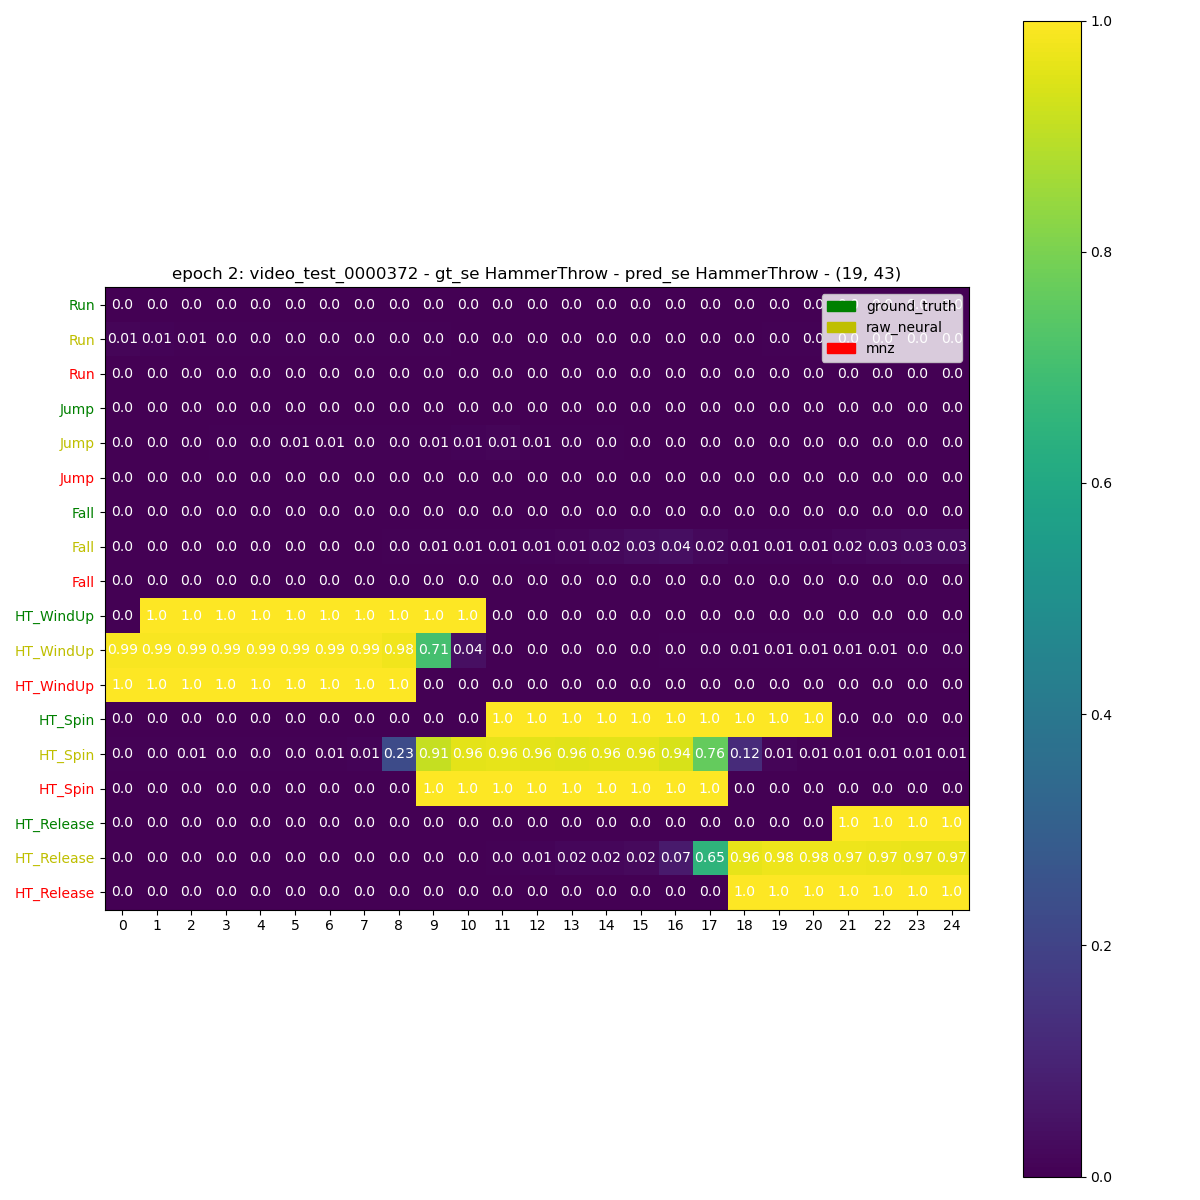 epoch 2: video_test_0000372 - gt_se HammerThrow - pred_se HammerThrow - (19, 43)
ground_truth
raw_neural
mnz
Run 0.0 0.0 0.0 0.0 0.0 0.0 0.0 0.0 0.0 0.0 0.0 0.0 0.0 0.0 0.0 0.0 0.0 0.0 0.0 0.0 0.0 0.0 0.0 0.0 0.0
Run 0.01 0.01 0.01 0.0 0.0 0.0 0.0 0.0 0.0 0.0 0.0 0.0 0.0 0.0 0.0 0.0 0.0 0.0 0.0 0.0 0.0 0.0 0.0 0.0 0.0
Run 0.0 0.0 0.0 0.0 0.0 0.0 0.0 0.0 0.0 0.0 0.0 0.0 0.0 0.0 0.0 0.0 0.0 0.0 0.0 0.0 0.0 0.0 0.0 0.0 0.0
Jump 0.0 0.0 0.0 0.0 0.0 0.0 0.0 0.0 0.0 0.0 0.0 0.0 0.0 0.0 0.0 0.0 0.0 0.0 0.0 0.0 0.0 0.0 0.0 0.0 0.0
Jump 0.0 0.0 0.0 0.0 0.0 0.01 0.01 0.0 0.0 0.01 0.01 0.01 0.01 0.0 0.0 0.0 0.0 0.0 0.0 0.0 0.0 0.0 0.0 0.0 0.0
Jump 0.0 0.0 0.0 0.0 0.0 0.0 0.0 0.0 0.0 0.0 0.0 0.0 0.0 0.0 0.0 0.0 0.0 0.0 0.0 0.0 0.0 0.0 0.0 0.0 0.0
Fall 0.0 0.0 0.0 0.0 0.0 0.0 0.0 0.0 0.0 0.0 0.0 0.0 0.0 0.0 0.0 0.0 0.0 0.0 0.0 0.0 0.0 0.0 0.0 0.0 0.0
Fall 0.0 0.0 0.0 0.0 0.0 0.0 0.0 0.0 0.0 0.01 0.01 0.01 0.01 0.01 0.02 0.03 0.04 0.02 0.01 0.01 0.01 0.02 0.03 0.03 0.03
Fall 0.0 0.0 0.0 0.0 0.0 0.0 0.0 0.0 0.0 0.0 0.0 0.0 0.0 0.0 0.0 0.0 0.0 0.0 0.0 0.0 0.0 0.0 0.0 0.0 0.0
HT_WindUp 0.0 1.0 1.0 1.0 1.0 1.0 1.0 1.0 1.0 1.0 1.0 0.0 0.0 0.0 0.0 0.0 0.0 0.0 0.0 0.0 0.0 0.0 0.0 0.0 0.0
HT_WindUp 0.99 0.99 0.99 0.99 0.99 0.99 0.99 0.99 0.98 0.71 0.04 0.0 0.0 0.0 0.0 0.0 0.0 0.0 0.01 0.01 0.01 0.01 0.01 0.0 0.0
HT_WindUp 1.0 1.0 1.0 1.0 1.0 1.0 1.0 1.0 1.0 0.0 0.0 0.0 0.0 0.0 0.0 0.0 0.0 0.0 0.0 0.0 0.0 0.0 0.0 0.0 0.0
HT_Spin 0.0 0.0 0.0 0.0 0.0 0.0 0.0 0.0 0.0 0.0 0.0 1.0 1.0 1.0 1.0 1.0 1.0 1.0 1.0 1.0 1.0 0.0 0.0 0.0 0.0
HT_Spin 0.0 0.0 0.01 0.0 0.0 0.0 0.01 0.01 0.23 0.91 0.96 0.96 0.96 0.96 0.96 0.96 0.94 0.76 0.12 0.01 0.01 0.01 0.01 0.01 0.01
HT_Spin 0.0 0.0 0.0 0.0 0.0 0.0 0.0 0.0 0.0 1.0 1.0 1.0 1.0 1.0 1.0 1.0 1.0 1.0 0.0 0.0 0.0 0.0 0.0 0.0 0.0
HT_Release 0.0 0.0 0.0 0.0 0.0 0.0 0.0 0.0 0.0 0.0 0.0 0.0 0.0 0.0 0.0 0.0 0.0 0.0 0.0 0.0 0.0 1.0 1.0 1.0 1.0
HT_Release 0.0 0.0 0.0 0.0 0.0 0.0 0.0 0.0 0.0 0.0 0.0 0.0 0.01 0.02 0.02 0.02 0.07 0.65 0.96 0.98 0.98 0.97 0.97 0.97 0.97
HT_Release 0.0 0.0 0.0 0.0 0.0 0.0 0.0 0.0 0.0 0.0 0.0 0.0 0.0 0.0 0.0 0.0 0.0 0.0 1.0 1.0 1.0 1.0 1.0 1.0 1.0
0 1 2 3 4 5 6 7 8 9 10 11 12 13 14 15 16 17 18 19 20 21 22 23 24
1.0
0.8
0.6
0.4
0.2
0.0